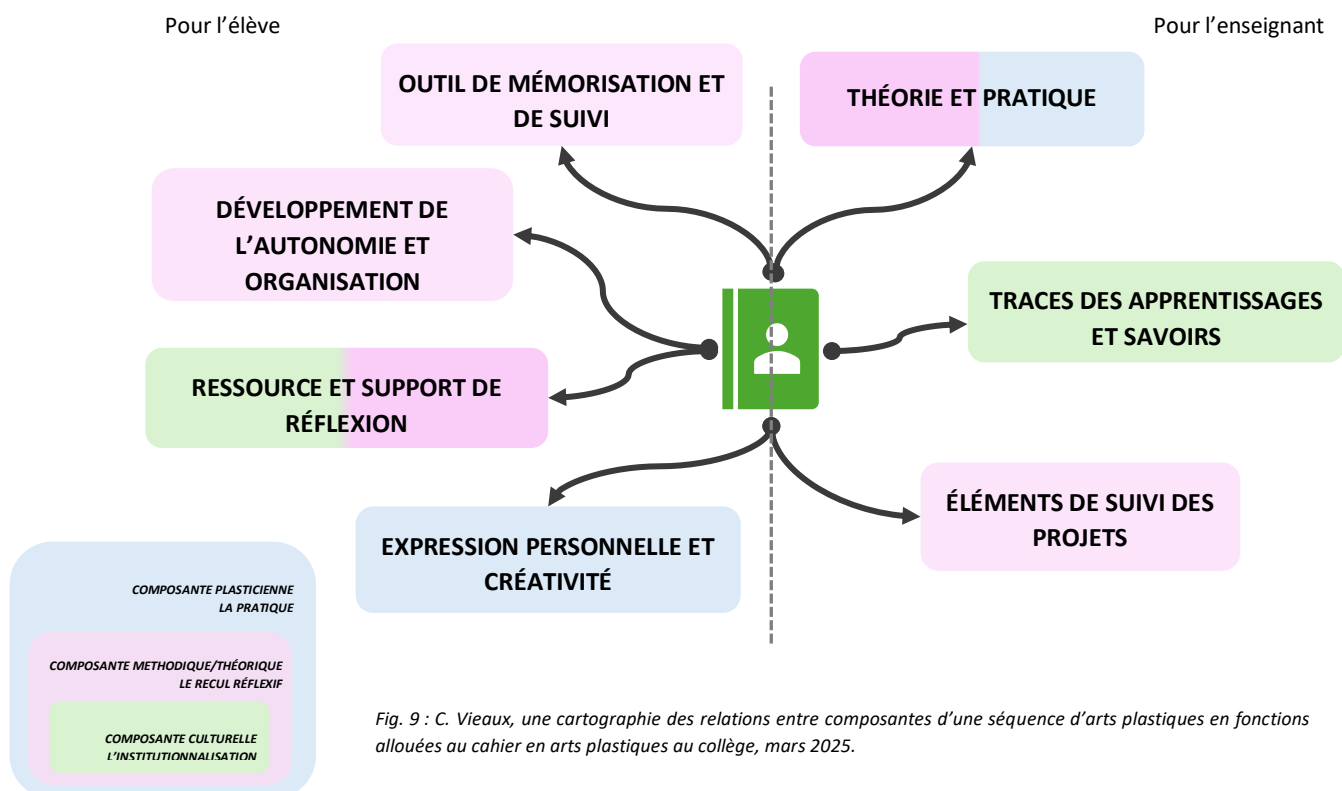 Pour l’élève
Pour l’enseignant
OUTIL DE MÉMORISATION ET
DE SUIVI
THÉORIE ET PRATIQUE
DÉVELOPPEMENT DE
L’AUTONOMIE ET
ORGANISATION
TRACES DES APPRENTISSAGES
ET SAVOIRS
RESSOURCE ET SUPPORT DE
RÉFLEXION
ÉLÉMENTS DE SUIVI DES
PROJETS
EXPRESSION PERSONNELLE ET
CRÉATIVITÉ
COMPOSANTE PLASTICIENNE
LA PRATIQUE
COMPOSANTE METHODIQUE/THÉORIQUE
LE RECUL RÉFLEXIF
COMPOSANTE CULTURELLE
L’INSTITUTIONNALISATION
Fig. 9 : C. Vieaux, une cartographie des relations entre composantes d’une séquence d’arts plastiques en fonctions
allouées au cahier en arts plastiques au collège, mars 2025.